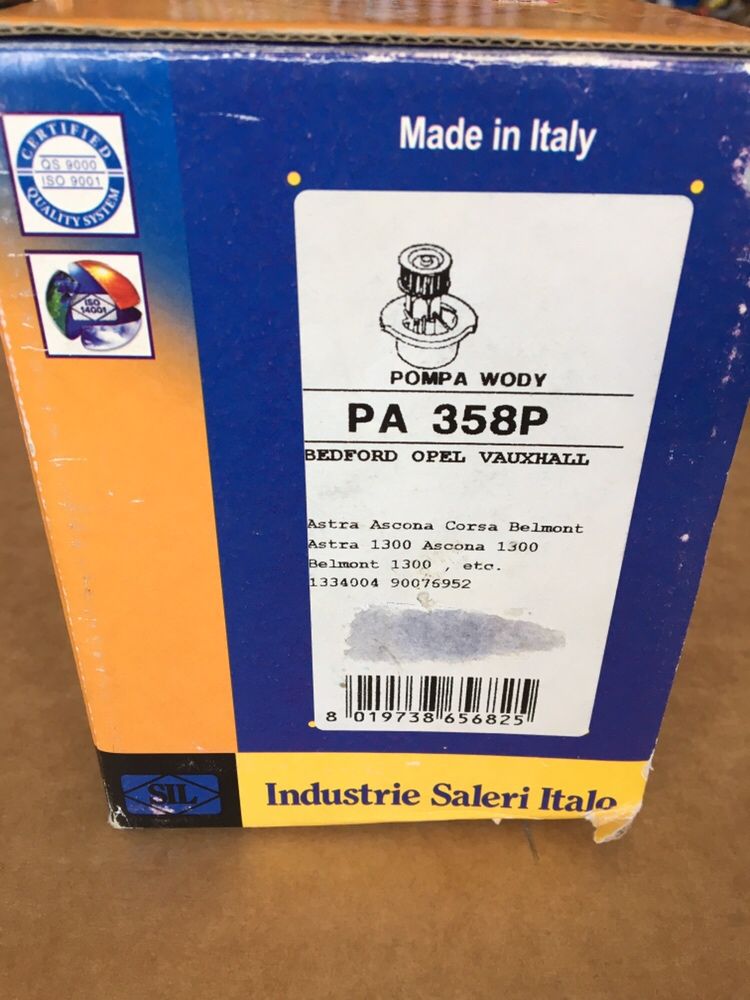 CERTIFIED
QS 9000
ISO 9001
QUALITY SYSTEM
ISO
14001
Made in Italy
POMPA WODY
PA 358P
BEDFORD OPEL VAUXHALL
Astra Ascona Corsa Belmont
Astra 1300 Ascona 1300
Belmont 1300 , etc.
1334004 90076952
8 019738 656825
SIL
Industrie Saleri Italo